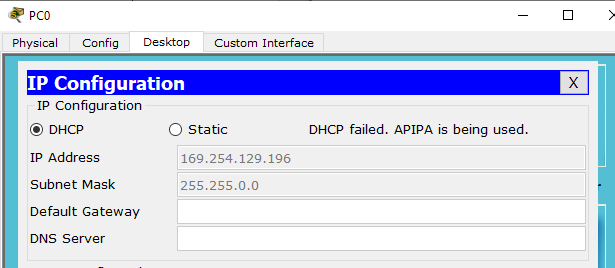 PC0
Physical Config Desktop Custom Interface
IP Configuration X
IP Configuration
DHCP Static DHCP failed. APIPA is being used.
IP Address 169.254.129.196
Subnet Mask 255.255.0.0
Default Gateway
DNS Server